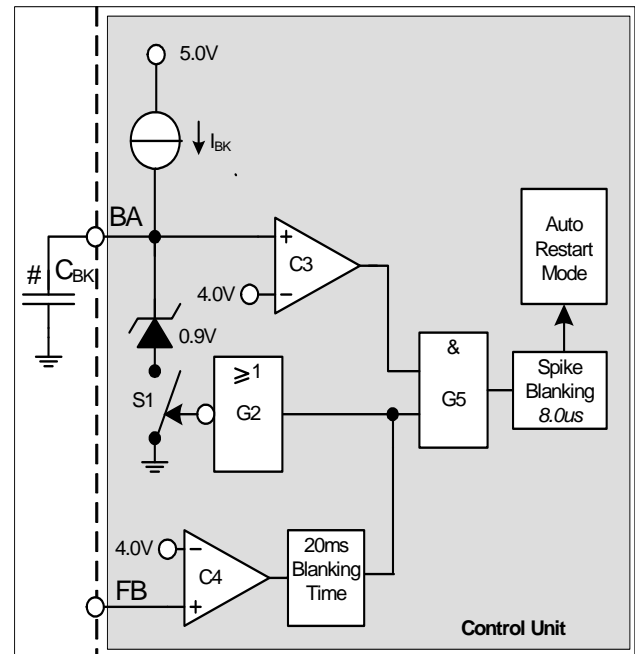 5.0V
I_BK
BA
# C_BK
+
C3
4.0V
−
0.9V
Auto
Restart
Mode
&
G5
Spike
Blanking
8.0us
S1
≥1
G2
4.0V
−
C4
20ms
Blanking
Time
FB
+
Control Unit